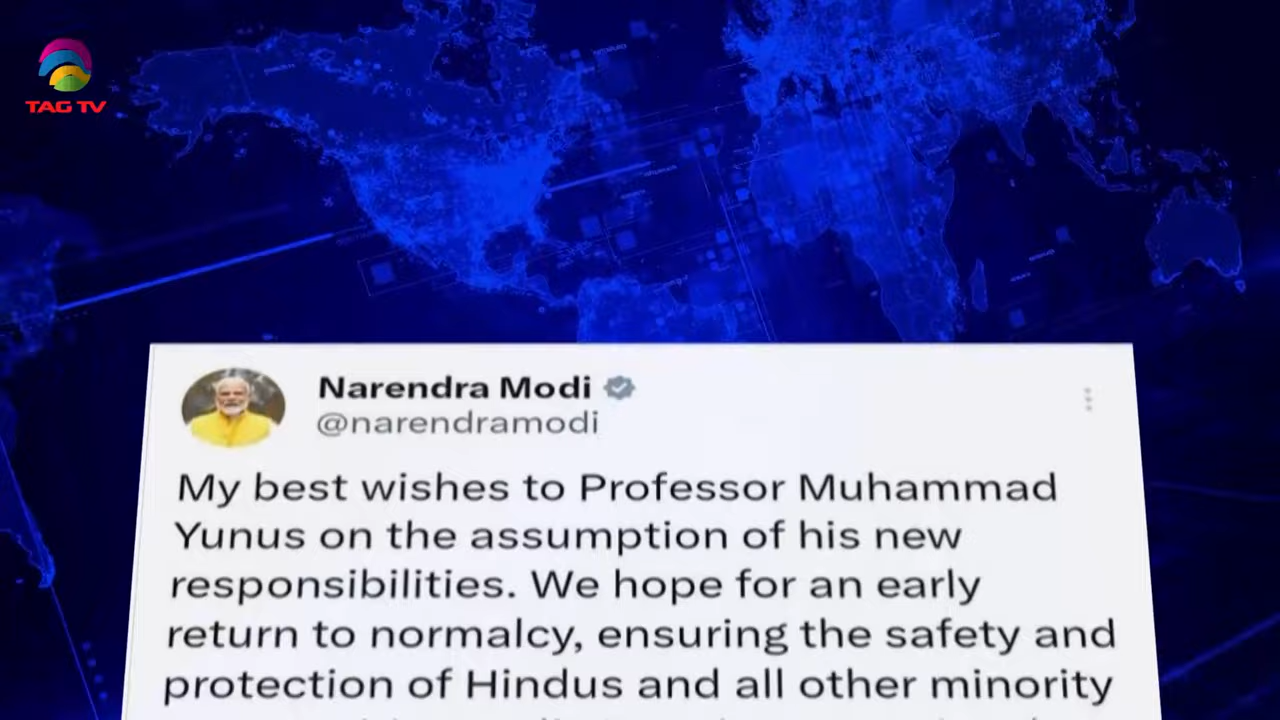 TAG TV
Narendra Modi
@narendramodi
My best wishes to Professor Muhammad
Yunus on the assumption of his new
responsibilities. We hope for an early
return to normalcy, ensuring the safety and
protection of Hindus and all other minority